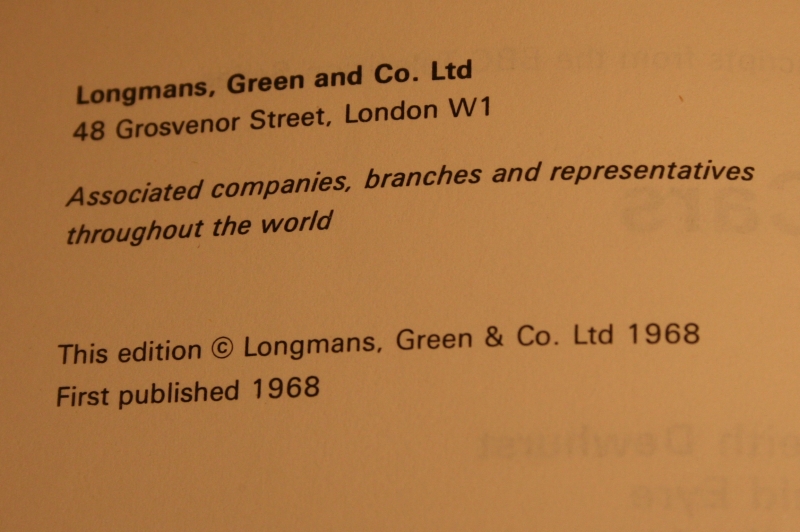 Longmans, Green and Co. Ltd
48 Grosvenor Street, London W1
Associated companies, branches and representatives
throughout the world
This edition © Longmans, Green & Co. Ltd 1968
First published 1968